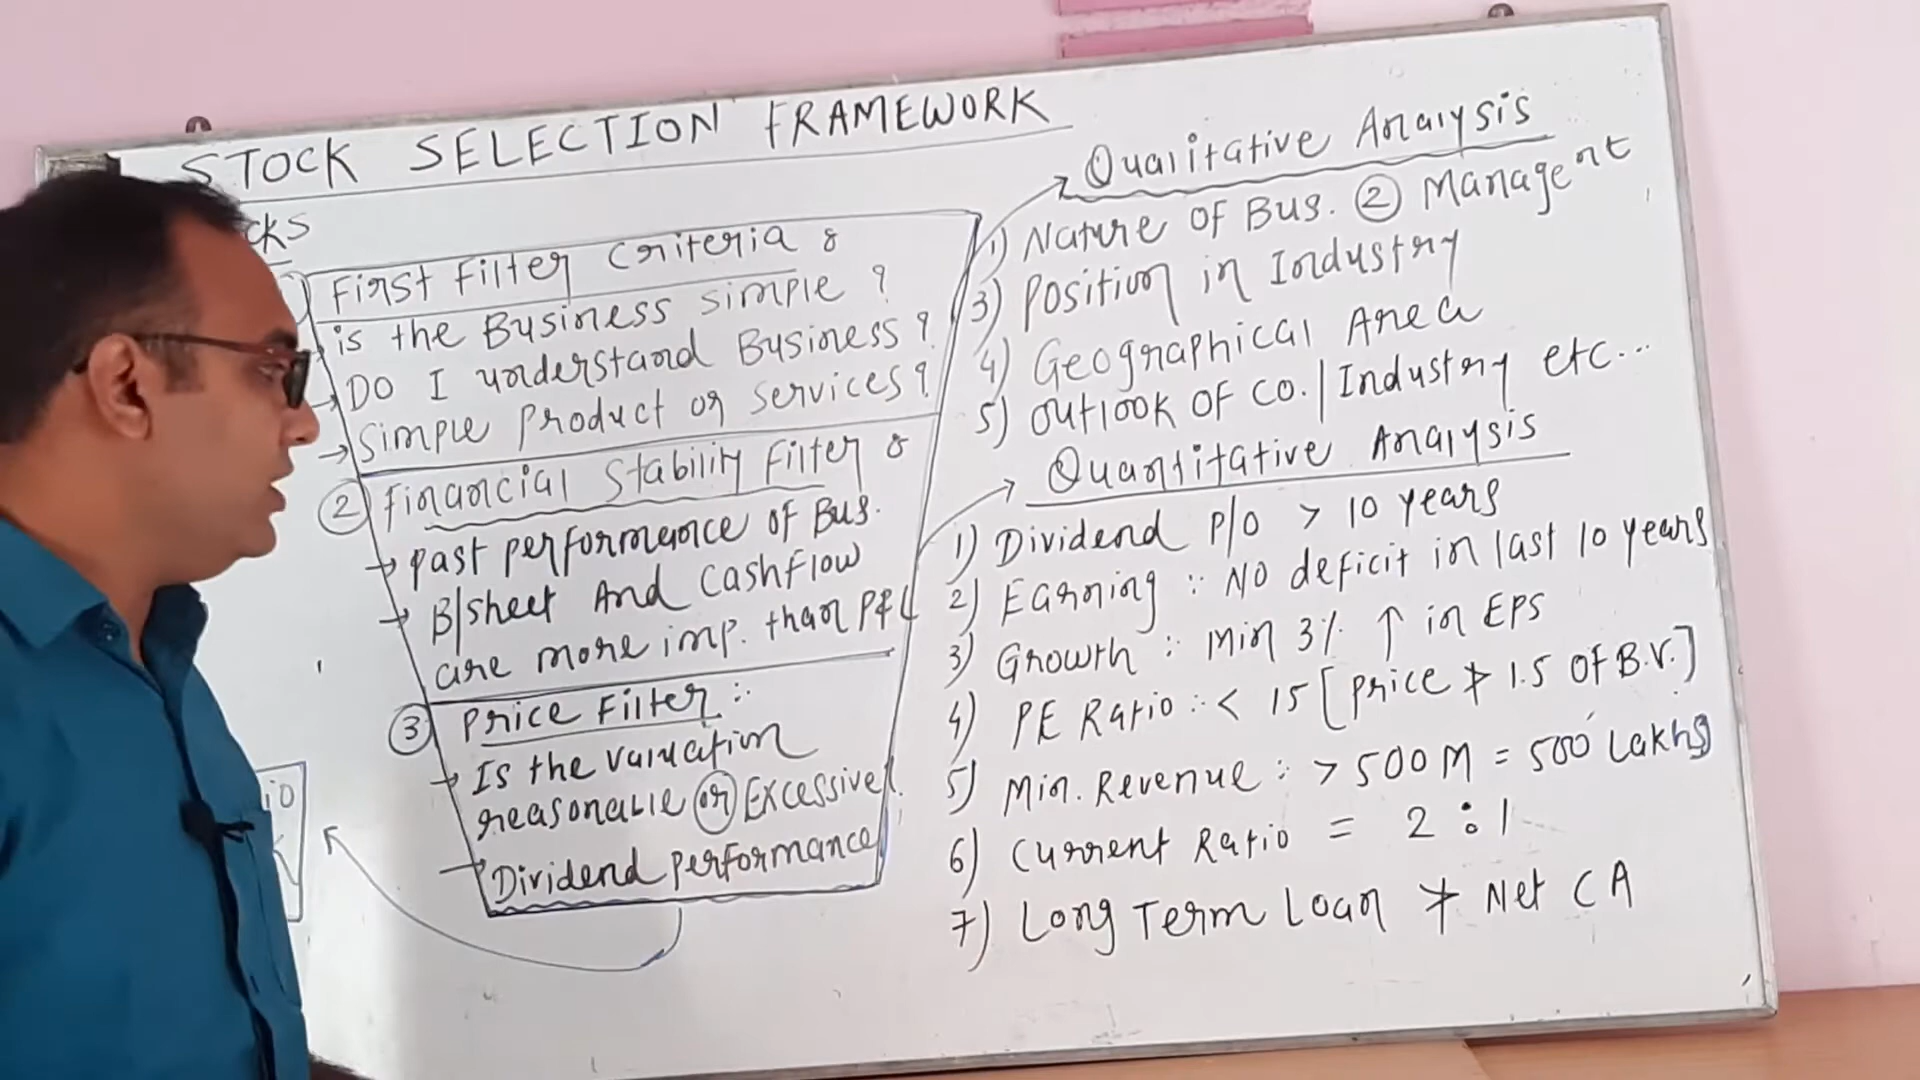 STOCK SELECTION FRAMEWORK
cks
First Filter Criteria :
is the Business simple ?
Do I understand Business ?
Simple Product or Services ?
② Financial Stability Filter :
Past performance of Bus.
B/sheet And Cashflow
are more imp. than P&L
③ Price Filter :-
Is the valuation
reasonable or Excessive
Dividend performance
io
Qualitative Analysis
1) Nature of Bus. ② Managent
3) Position in Industry
4) Geographical Area
5) Outlook of Co. / Industry etc...
Quantitative Analysis
1) Dividend P/O > 10 years
2) Earning :: No deficit in last 10 years
3) Growth :: Min 3% ↑ in EPS
4) PE Ratio :: < 15 [Price ≯ 1.5 of B.V.]
5) Min. Revenue : > 500 M = 500 Lakhs
6) Current Ratio = 2 : 1
7) Long Term Loan ≯ Net CA